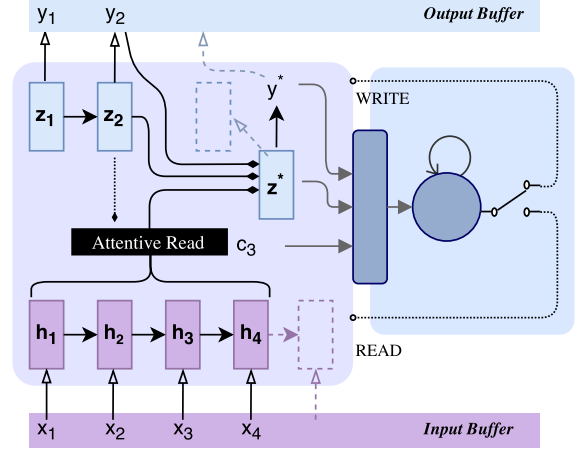 y1 y2 Output Buffer
y*
WRITE
z1 z2
z*
Attentive Read c3
h1 h2 h3 h4
READ
x1 x2 x3 x4 Input Buffer